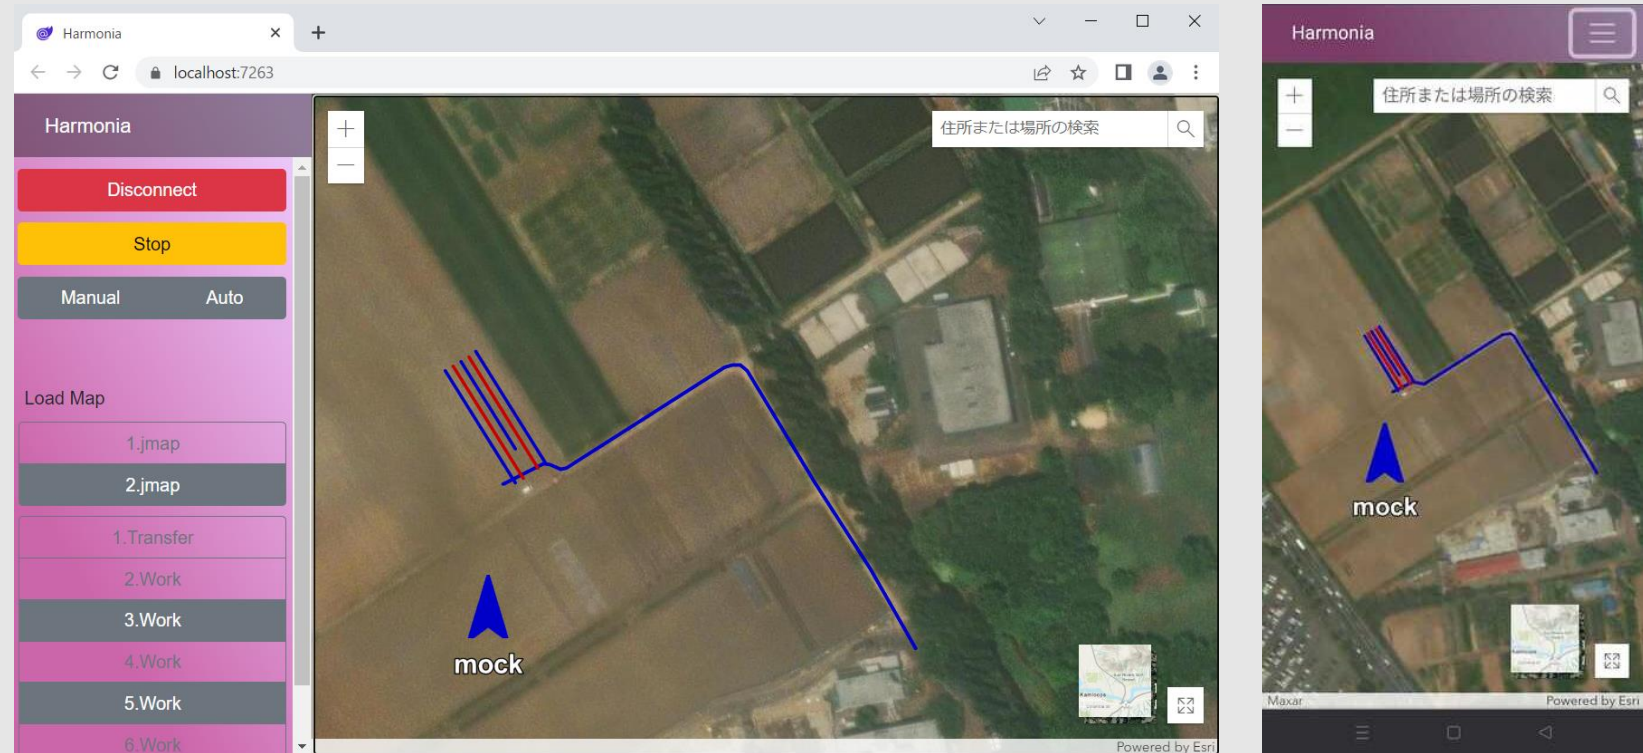 Harmonia
localhost:7263
Harmonia
Disconnect
Stop
Manual Auto
Load Map
1.jmap
2.jmap
1.Transfer
2.Work
3.Work
4.Work
5.Work
6.Work
住所または場所の検索
mock
Powered by Esri
Harmonia
住所または場所の検索
mock
Maxar
Powered by Esri